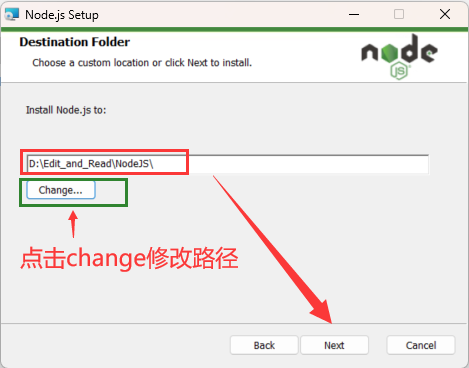 Node.js Setup
Destination Folder
Choose a custom location or click Next to install.
node
JS
Install Node.js to:
D:\Edit_and_Read\NodeJS\
Change...
点击change修改路径
Back
Next
Cancel